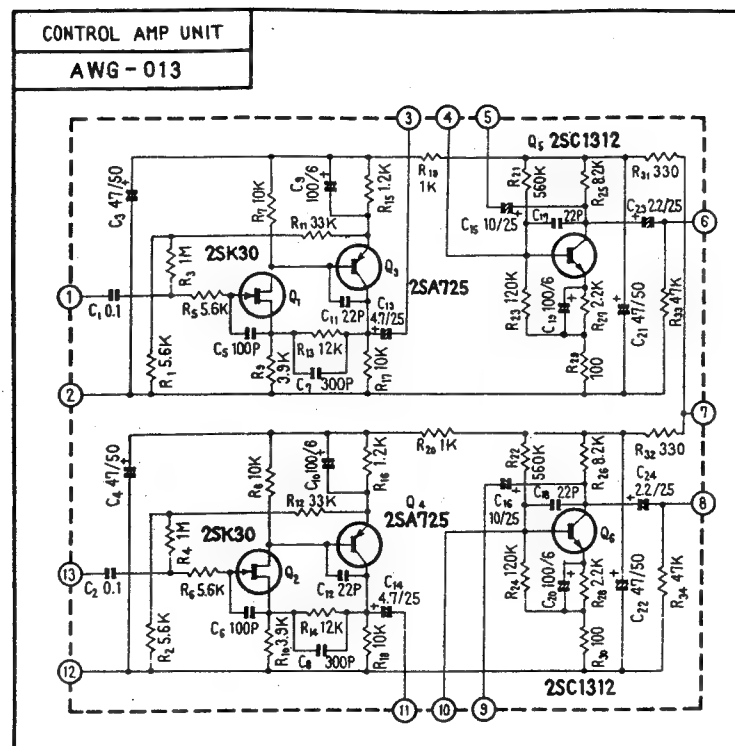 CONTROL AMP UNIT
AWG-013
3
4
5
Q5 2SC1312
C3 47/50
R7 10K
C9 100/6
R15 1.2K
R19 1K
R21 560K
R25 8.2K
R31 330
R11 33K
C15 10/25
C17 22P
C23 2.2/25
6
2SK30
R3 1M
Q3
2SA725
1
C1 0.1
R5 5.6K
Q1
C11 22P
C13 4.7/25
R23 120K
C19 100/6
R27 2.2K
C21 47/50
R33 47K
C5 100P
R13 12K
R1 5.6K
R9 3.9K
C7 300P
R17 10K
R29 100
2
7
C4 47/50
R8 10K
C10 100/6
R16 1.2K
R20 1K
R22 560K
R26 8.2K
R32 330
R12 33K
C16 10/25
C18 22P
C24 2.2/25
8
2SK30
R4 1M
Q4
2SA725
Q6
13
C2 0.1
R6 5.6K
Q2
C12 22P
C14 4.7/25
R24 120K
C20 100/6
R28 2.2K
C22 47/50
R34 47K
C6 100P
R14 12K
R2 5.6K
R10 3.9K
C8 300P
R18 10K
R30 100
12
2SC1312
11
10
9